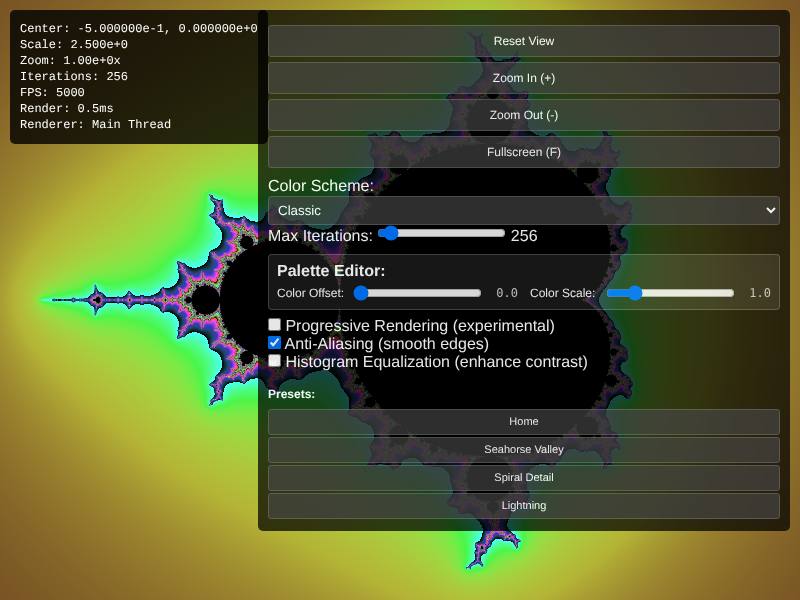 Center: -5.000000e-1, 0.000000e+0
Scale: 2.500e+0
Zoom: 1.00e+0x
Iterations: 256
FPS: 5000
Render: 0.5ms
Renderer: Main Thread
Reset View
Zoom In (+)
Zoom Out (-)
Fullscreen (F)
Color Scheme:
Classic
Max Iterations: 256
Palette Editor:
Color Offset: 0.0 Color Scale: 1.0
Progressive Rendering (experimental)
Anti-Aliasing (smooth edges)
Histogram Equalization (enhance contrast)
Presets:
Home
Seahorse Valley
Spiral Detail
Lightning